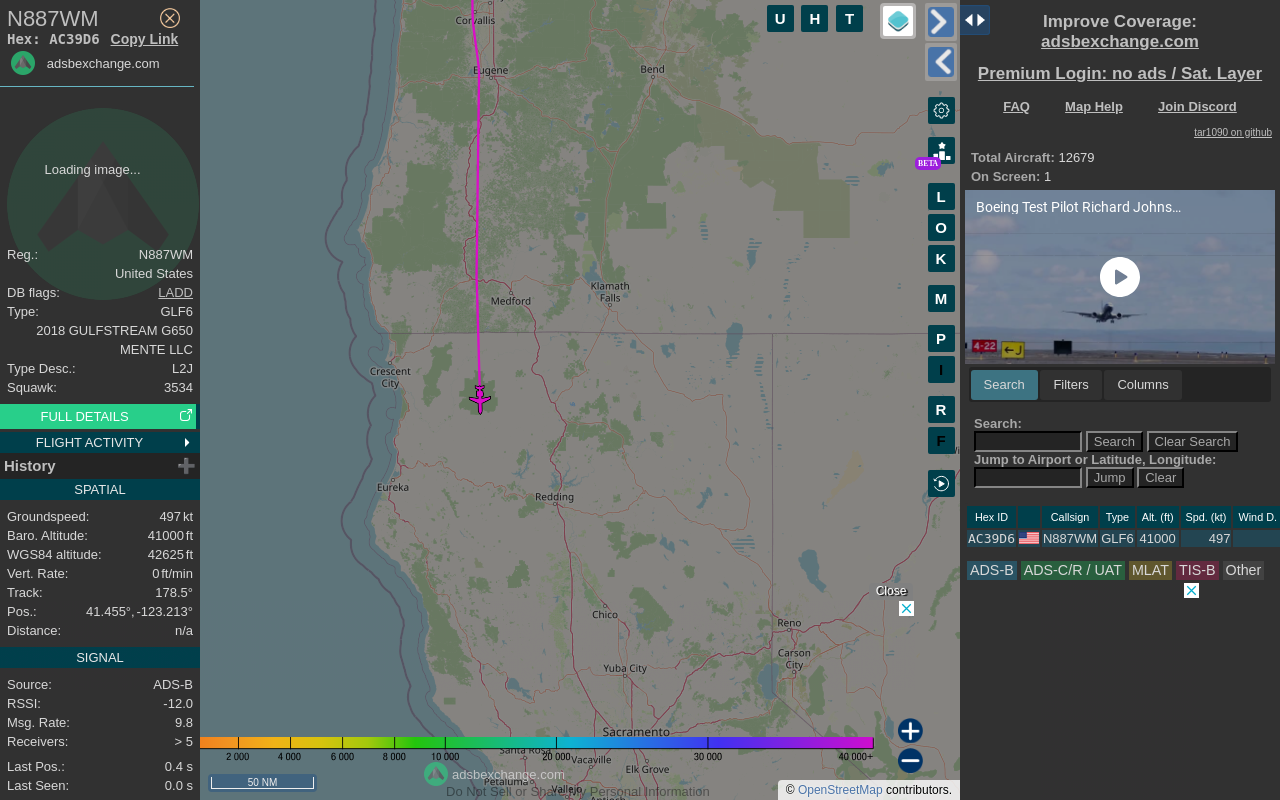 N887WM
Hex: AC39D6 Copy Link
adsbexchange.com
Loading image...
Reg.: N887WM
United States
DB flags: LADD
Type: GLF6
2018 GULFSTREAM G650
MENTE LLC
Type Desc.: L2J
Squawk: 3534
FULL DETAILS
FLIGHT ACTIVITY
History
SPATIAL
Groundspeed: 497 kt
Baro. Altitude: 41000 ft
WGS84 altitude: 42625 ft
Vert. Rate: 0 ft/min
Track: 178.5°
Pos.: 41.455°, -123.213°
Distance: n/a
SIGNAL
Source: ADS-B
RSSI: -12.0
Msg. Rate: 9.8
Receivers: > 5
Last Pos.: 0.4 s
Last Seen: 0.0 s
Corvallis
Eugene
Bend
Medford
Klamath
Falls
Crescent
City
Eureka
Redding
Chico
Reno
Carson
City
Yuba City
Sacramento
Santa Rosa
Vacaville
Elk Grove
Petaluma
Vallejo
Antioch
U H T
BETA
L
O
K
M
P
I
R
F
Close
2 000 4 000 6 000 8 000 10 000 20 000 30 000 40 000+
50 NM
adsbexchange.com
Do Not Sell or Share My Personal Information
© OpenStreetMap contributors.
Improve Coverage:
adsbexchange.com
Premium Login: no ads / Sat. Layer
FAQ Map Help Join Discord
tar1090 on github
Total Aircraft: 12679
On Screen: 1
Boeing Test Pilot Richard Johns…
4-22 J
Search Filters Columns
Search:
Search Clear Search
Jump to Airport or Latitude, Longitude:
Jump Clear
Hex ID Callsign Type Alt. (ft) Spd. (kt) Wind D.
AC39D6 N887WM GLF6 41000 497
ADS-B ADS-C/R / UAT MLAT TIS-B Other